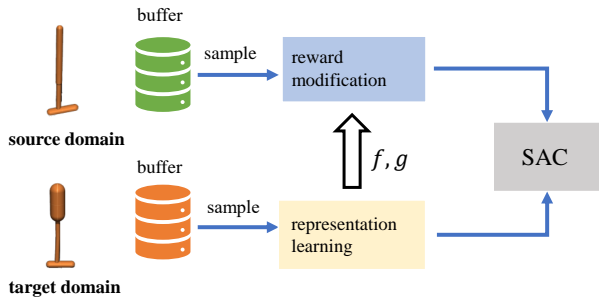 buffer
sample
reward
modification
source domain
SAC
f, g
buffer
sample
representation
learning
target domain